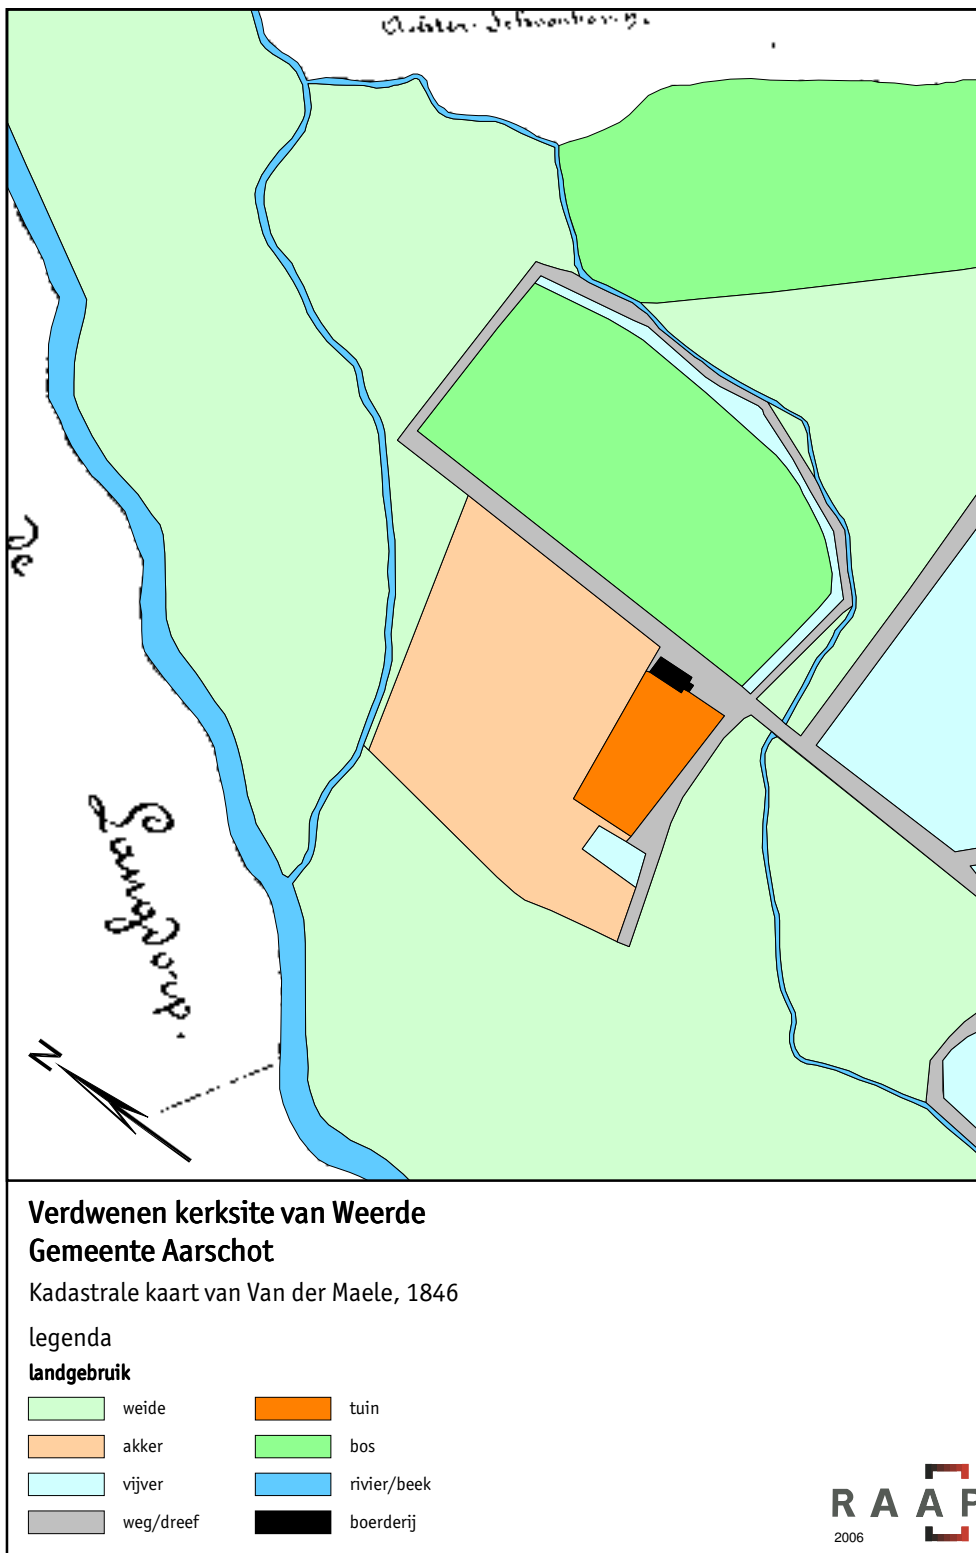 Langdorp.
N
Verdwenen kerksite van Weerde
Gemeente Aarschot
Kadastrale kaart van Van der Maele, 1846
legenda
landgebruik
weide
akker
vijver
weg/dreef
tuin
bos
rivier/beek
boerderij
RAAP
2006